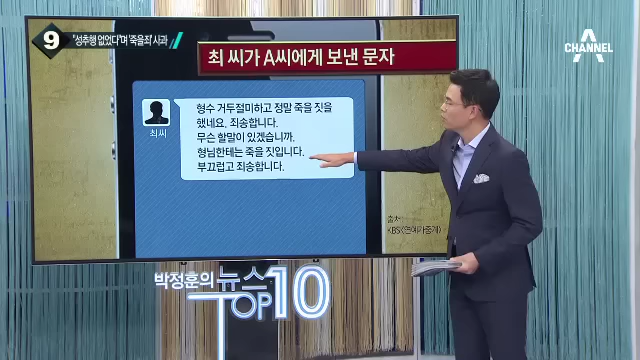 9 "성추행 없었다"며 '죽을죄' 사과
CHANNEL A
최 씨가 A씨에게 보낸 문자
형수 거두절미하고 정말 죽을 짓을
했네요. 죄송합니다.
무슨 할말이 있겠습니까.
형님한테는 죽을 짓입니다.
부끄럽고 죄송합니다.
최씨
출처
KBS<연예가중계>
박정훈의 뉴스
TOP10